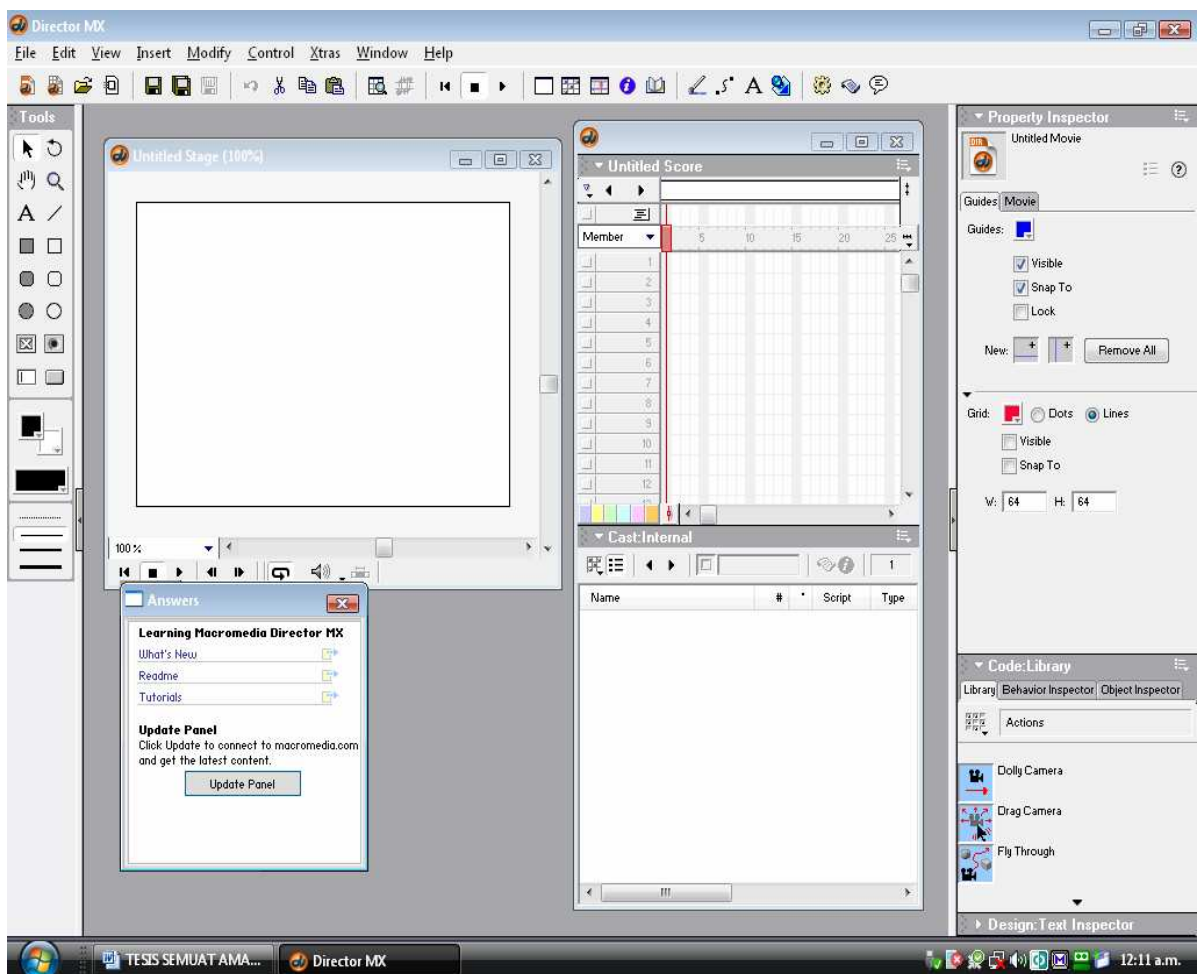 Director MX
File Edit View Insert Modify Control Xtras Window Help
Tools
Untitled Stage (100%)
100 %
Answers
Learning Macromedia Director MX
What's New
Readme
Tutorials
Update Panel
Click Update to connect to macromedia.com
and get the latest content.
Update Panel
Untitled Score
Member
5 10 15 20 25
1
2
3
4
5
6
7
8
9
10
11
12
13
Cast:Internal
1
Name # Script Type
Property Inspector
Untitled Movie
Guides Movie
Guides:
Visible
Snap To
Lock
New: Remove All
Grid: Dots Lines
Visible
Snap To
W: 64 H: 64
Code:Library
Library Behavior Inspector Object Inspector
Actions
Dolly Camera
Drag Camera
Fly Through
Design:Text Inspector
TESIS SEMUAT AMA... Director MX 12:11 a.m.